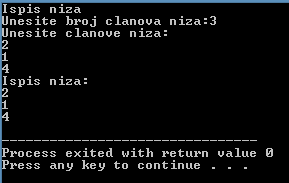 Ispis niza
Unesite broj clanova niza:3
Unesite clanove niza:
2
1
4
Ispis niza:
2
1
4
--------------------------------
Process exited with return value 0
Press any key to continue . . .